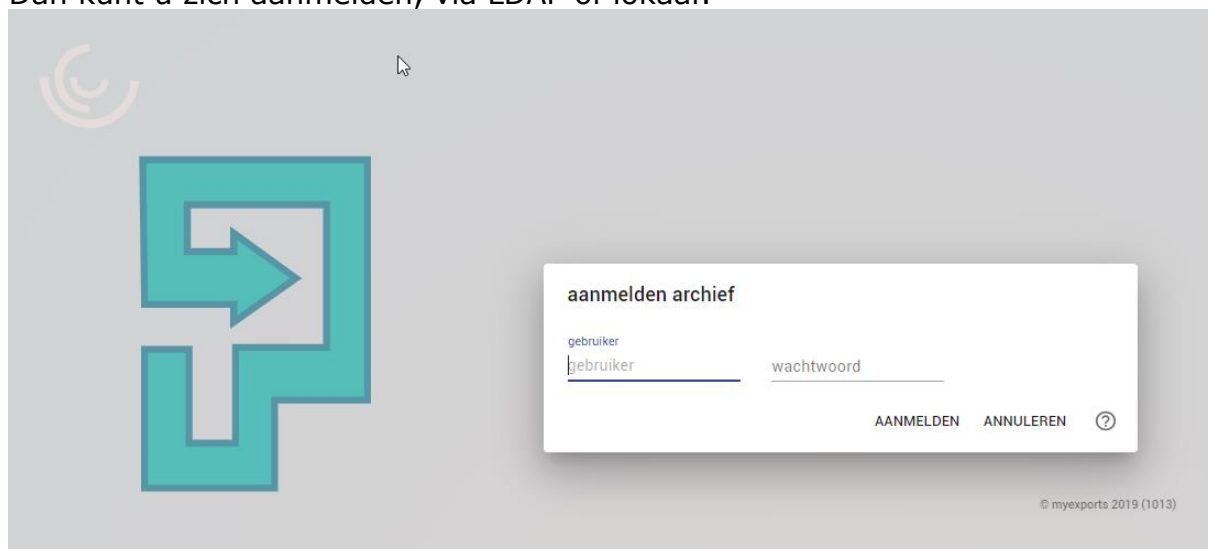 Dan kunt u zich aanmelden, via LDAP of lokaal.
aanmelden archief
gebruiker
gebruiker wachtwoord
AANMELDEN ANNULEREN ?
© myexports 2019 (1013)